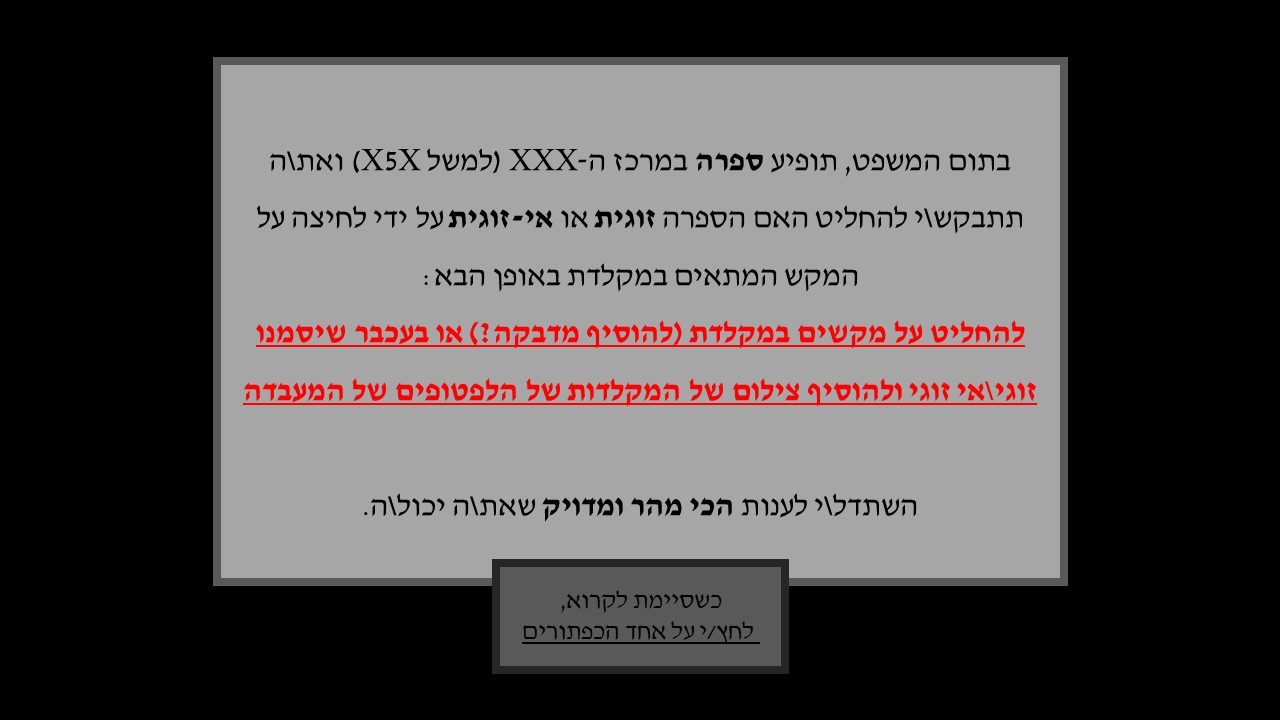 בתום המשפט, תופיע ספרה במרכז ה-XXX (למשל X5X) ואת\ה
תתבקש\י להחליט האם הספרה זוגית או אי-זוגית על ידי לחיצה על
המקש המתאים במקלדת באופן הבא:
להחליט על מקשים במקלדת (להוסיף מדבקה?) או בעכבר שיסמנו
זוגי\אי זוגי ולהוסיף צילום של המקלדות של הלפטופים של המעבדה
השתדל\י לענות הכי מהר ומדויק שאת\ה יכול\ה.
כשסיימת לקרוא,
לחץ/י על אחד הכפתורים